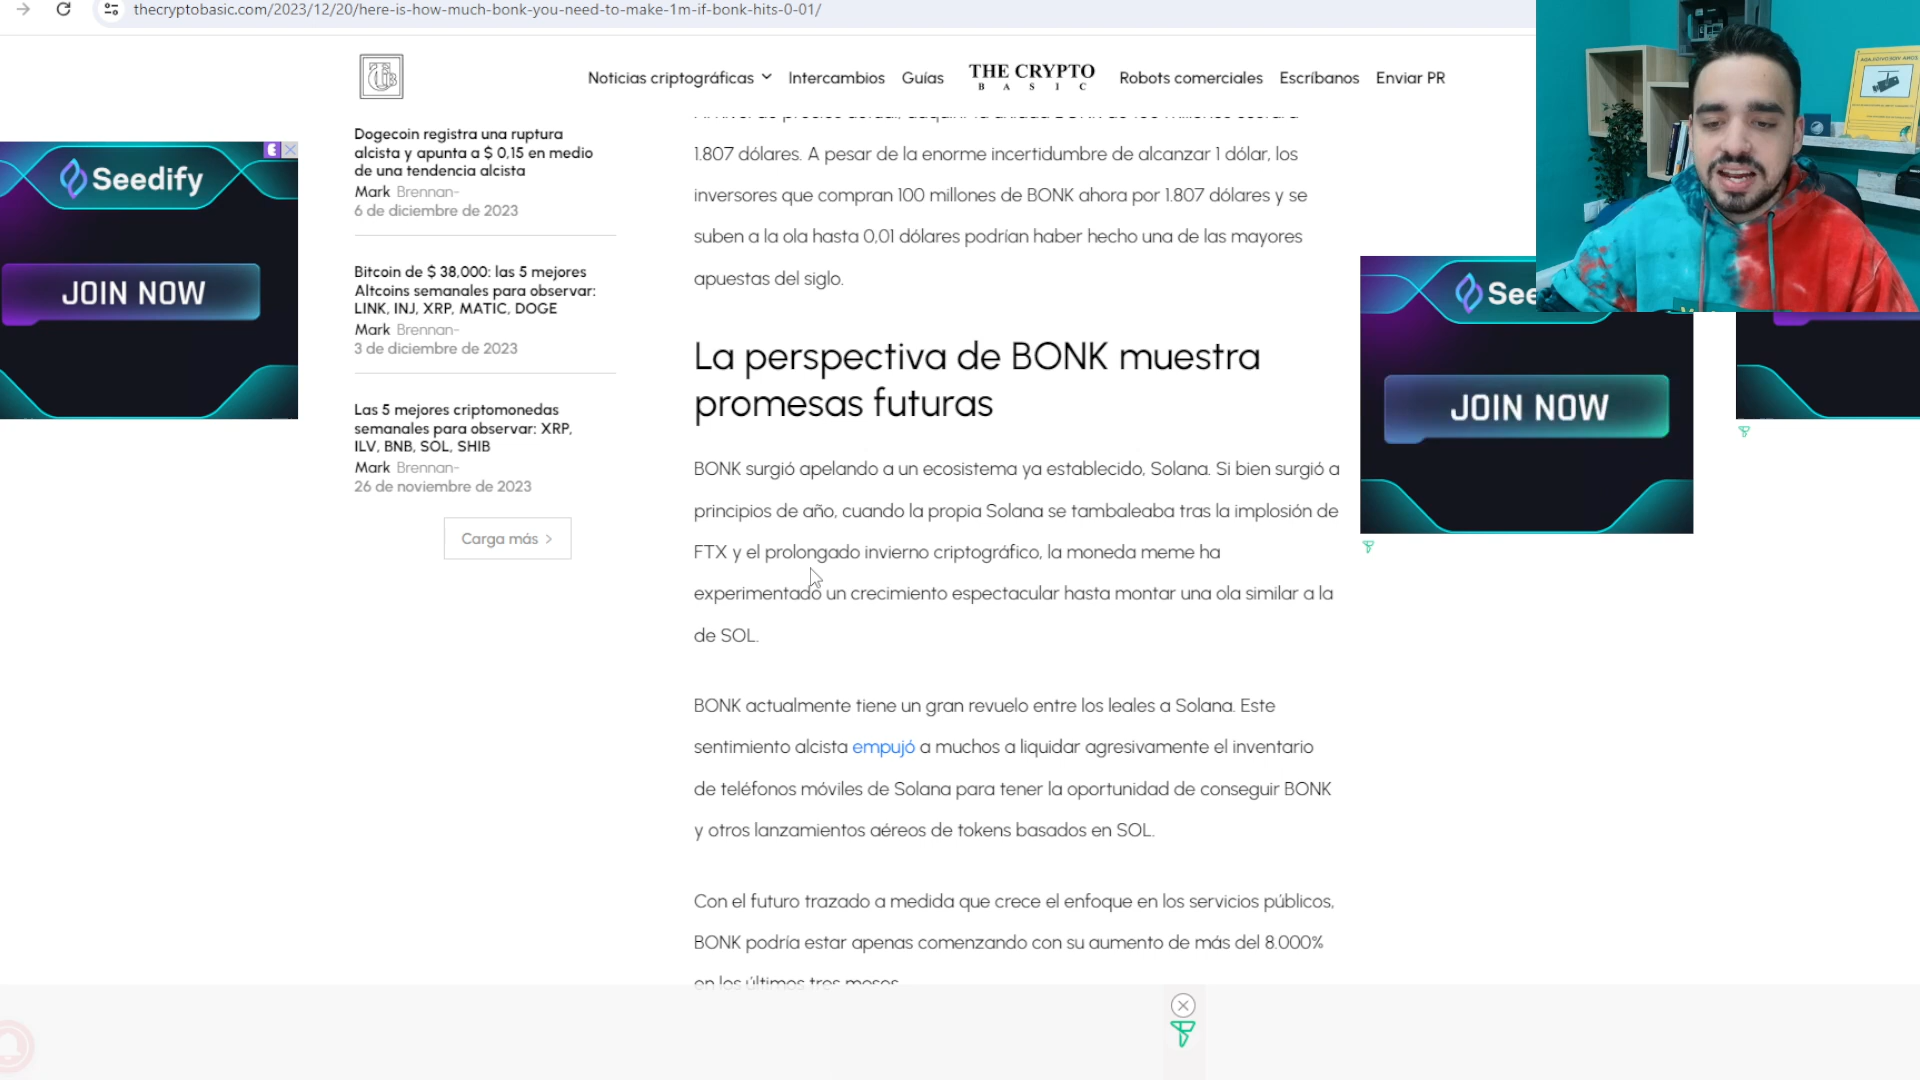 thecryptobasic.com/2023/12/20/here-is-how-much-bonk-you-need-to-make-1m-if-bonk-hits-0-01/
Noticias criptográficas
Intercambios
Guías
THE CRYPTO
BASIC
Robots comerciales
Escríbanos
Enviar PR
Dogecoin registra una ruptura
alcista y apunta a $ 0,15 en medio
de una tendencia alcista
Mark Brennan-
6 de diciembre de 2023
Bitcoin de $ 38,000: las 5 mejores
Altcoins semanales para observar:
LINK, INJ, XRP, MATIC, DOGE
Mark Brennan-
3 de diciembre de 2023
Las 5 mejores criptomonedas
semanales para observar: XRP,
ILV, BNB, SOL, SHIB
Mark Brennan-
26 de noviembre de 2023
Carga más >
Seedify
JOIN NOW
1.807 dólares. A pesar de la enorme incertidumbre de alcanzar 1 dólar, los
inversores que compran 100 millones de BONK ahora por 1.807 dólares y se
suben a la ola hasta 0,01 dólares podrían haber hecho una de las mayores
apuestas del siglo.
La perspectiva de BONK muestra
promesas futuras
BONK surgió apelando a un ecosistema ya establecido, Solana. Si bien surgió a
principios de año, cuando la propia Solana se tambaleaba tras la implosión de
FTX y el prolongado invierno criptográfico, la moneda meme ha
experimentado un crecimiento espectacular hasta montar una ola similar a la
de SOL.
BONK actualmente tiene un gran revuelo entre los leales a Solana. Este
sentimiento alcista empujó a muchos a liquidar agresivamente el inventario
de teléfonos móviles de Solana para tener la oportunidad de conseguir BONK
y otros lanzamientos aéreos de tokens basados en SOL.
Con el futuro trazado a medida que crece el enfoque en los servicios públicos,
BONK podría estar apenas comenzando con su aumento de más del 8.000%
en los últimos tres meses
See
JOIN NOW